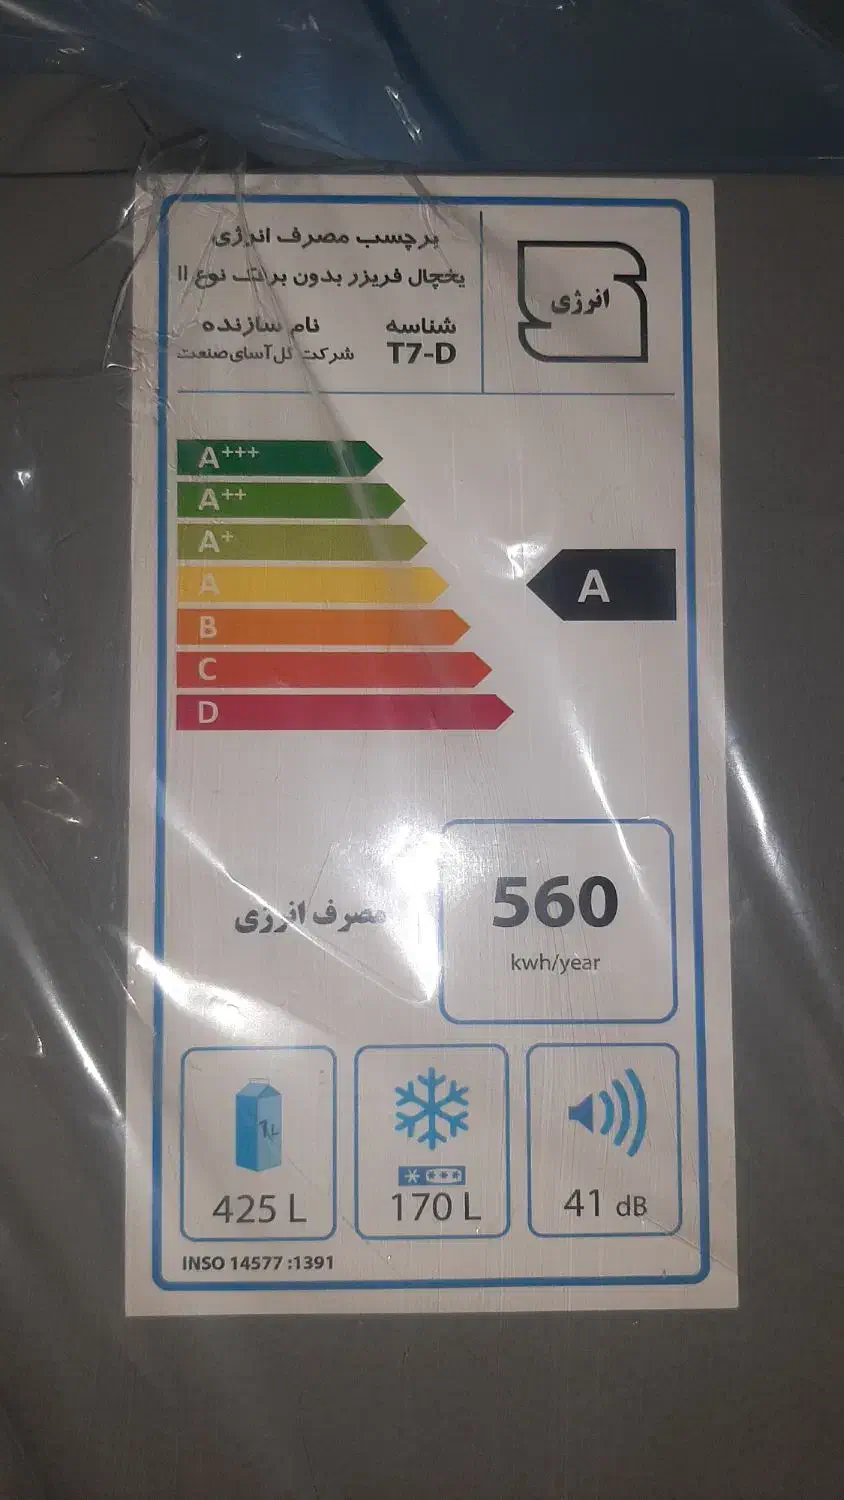 برچسب مصرف انرژی
یخچال فریزر بدون برفک نوع II
انرژی
شناسه
T7-D
نام سازنده
شرکت گل‌آسای‌صنعت
A+++
A++
A+
A
B
C
D
A
مصرف انرژی
560
kwh/year
1L
425 L
170 L
41 dB
INSO 14577 :1391